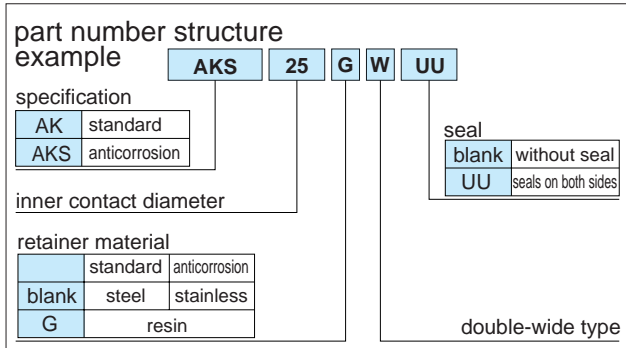 part number structure
example
AKS 25 G W UU
specification
AK standard
AKS anticorrosion
seal
blank without seal
UU seals on both sides
inner contact diameter
retainer material
standard anticorrosion
blank steel stainless
G resin
double-wide type